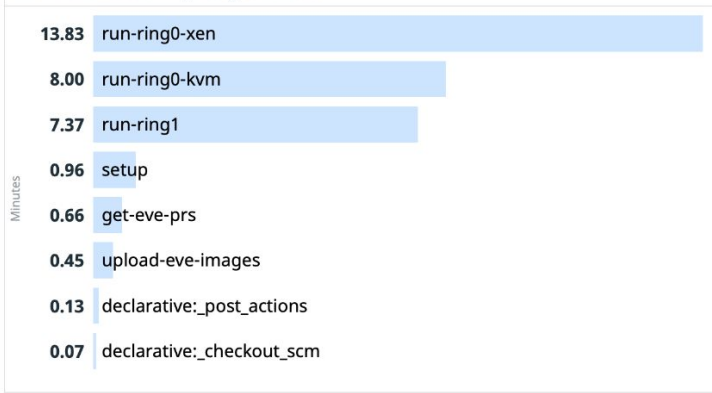 13.83 run-ring0-xen
8.00 run-ring0-kvm
7.37 run-ring1
0.96 setup
0.66 get-eve-prs
0.45 upload-eve-images
0.13 declarative:_post_actions
0.07 declarative:_checkout_scm
Minutes